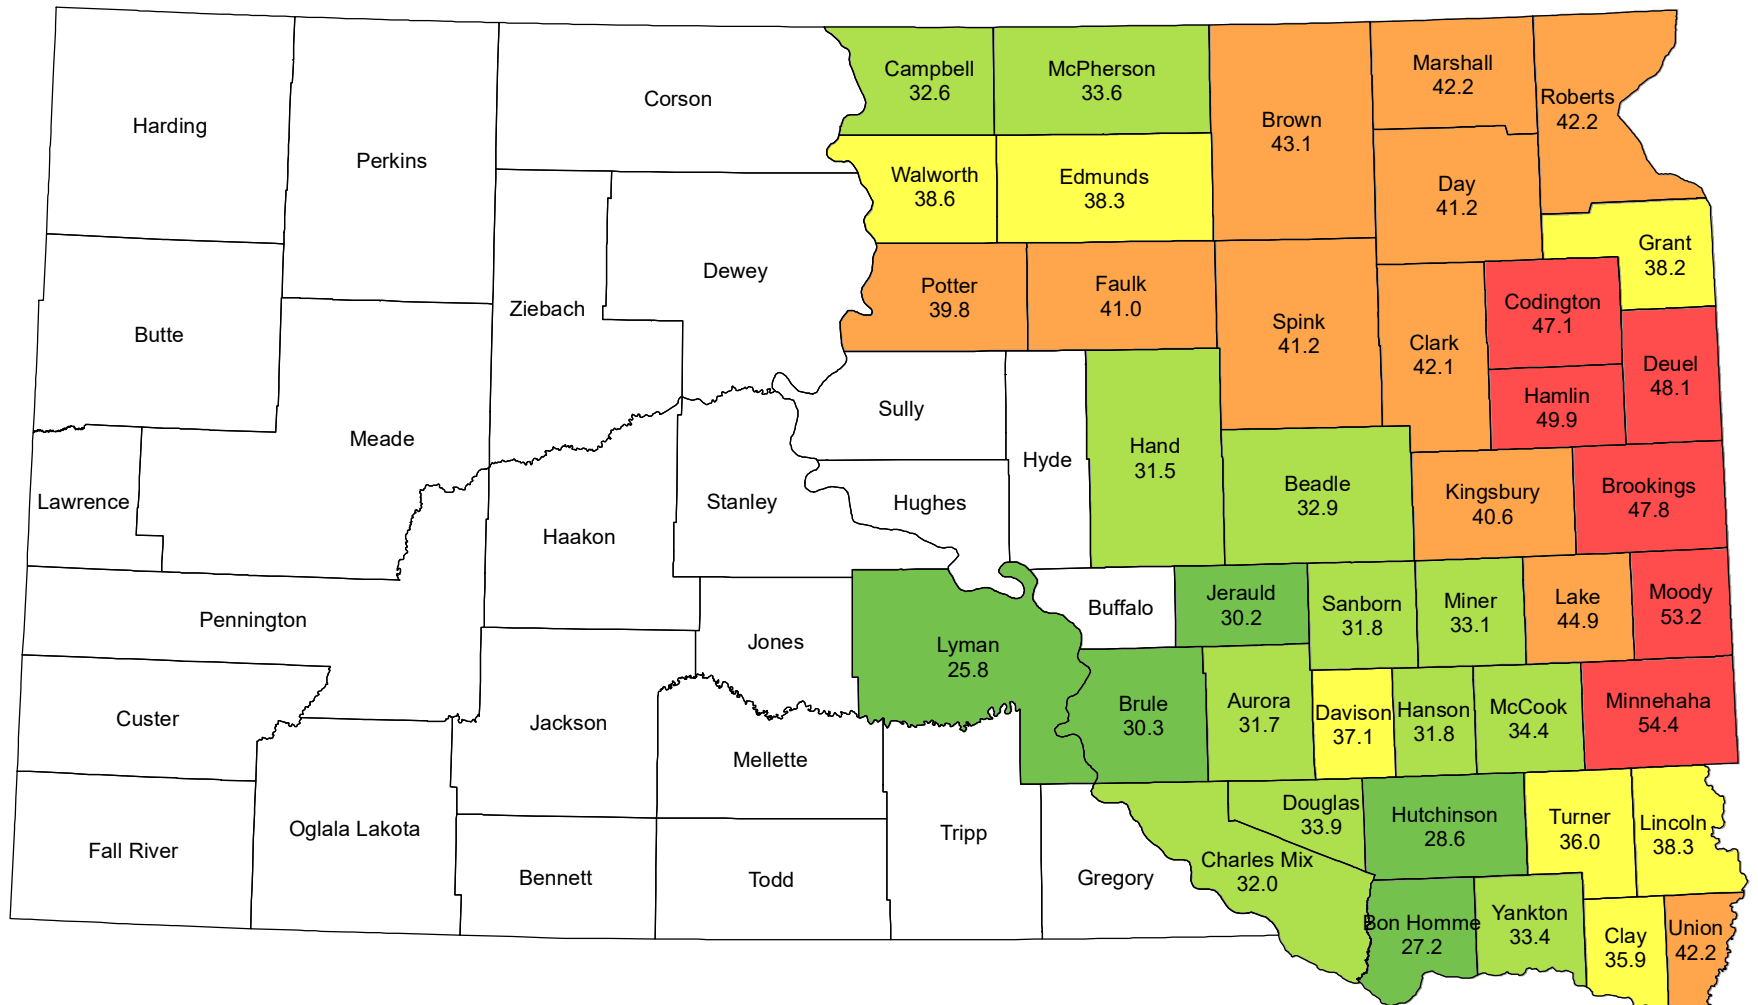 Harding
Perkins
Corson
Campbell
32.6
McPherson
33.6
Brown
43.1
Marshall
42.2
Roberts
42.2
Walworth
38.6
Edmunds
38.3
Day
41.2
Grant
38.2
Butte
Ziebach
Dewey
Potter
39.8
Faulk
41.0
Spink
41.2
Clark
42.1
Codington
47.1
Deuel
48.1
Hamlin
49.9
Meade
Sully
Hyde
Hand
31.5
Beadle
32.9
Kingsbury
40.6
Brookings
47.8
Lawrence
Haakon
Stanley
Hughes
Pennington
Jones
Lyman
25.8
Buffalo
Jerauld
30.2
Sanborn
31.8
Miner
33.1
Lake
44.9
Moody
53.2
Custer
Jackson
Mellette
Brule
30.3
Aurora
31.7
Davison
37.1
Hanson
31.8
McCook
34.4
Minnehaha
54.4
Fall River
Oglala Lakota
Bennett
Todd
Tripp
Gregory
Charles Mix
32.0
Douglas
33.9
Hutchinson
28.6
Turner
36.0
Lincoln
38.3
Bon Homme
27.2
Yankton
33.4
Clay
35.9
Union
42.2